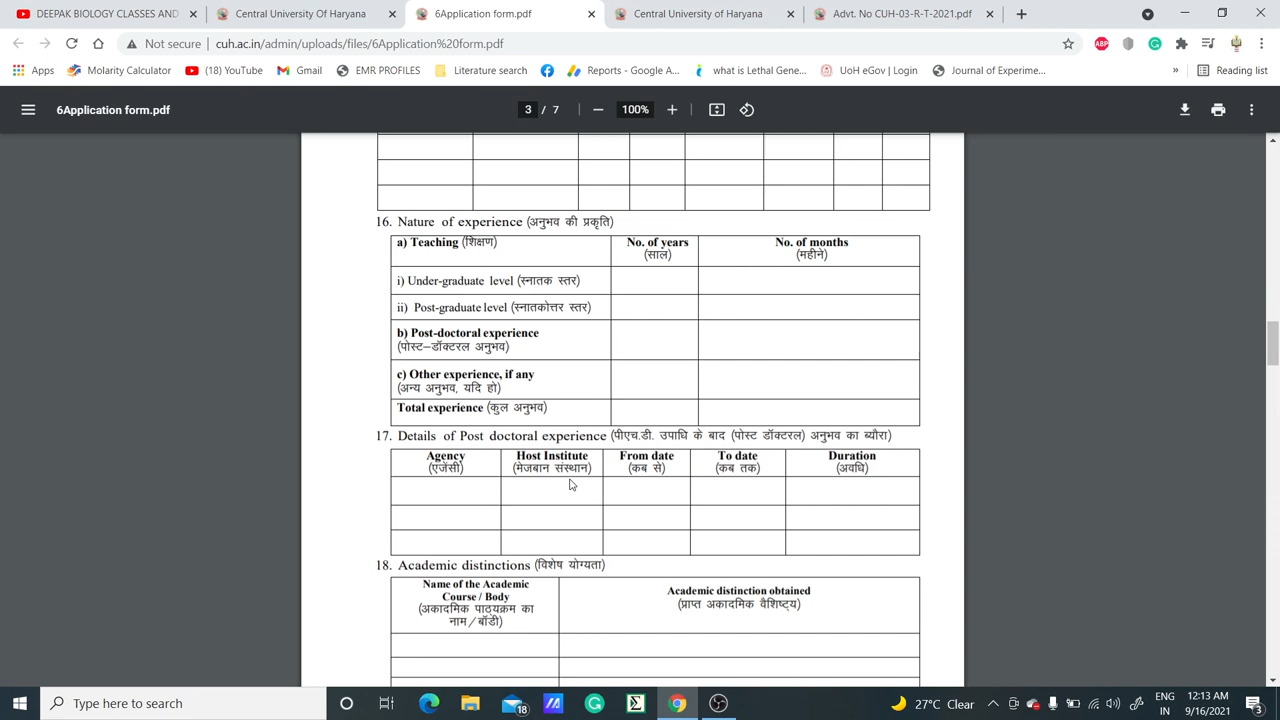 DEEPAK BIOLOGY CLASSES AND
Central University Of Haryana
6Application form.pdf
Central University Of Haryana
Advt. No CUH-03-R-T-2021.pdf
Not secure
cuh.ac.in/admin/uploads/files/6Application%20form.pdf
ABP
Apps
Molarity Calculator
(18) YouTube
Gmail
EMR PROFILES
Literature search
Reports - Google A...
what is Lethal Gene...
UoH eGov | Login
Journal of Experime...
»
Reading list
6Application form.pdf
3 / 7
100%
16. Nature of experience (अनुभव की प्रकृति)
a) Teaching (शिक्षण)
No. of years
(साल)
No. of months
(महीने)
i) Under-graduate level (स्नातक स्तर)
ii) Post-graduate level (स्नातकोत्तर स्तर)
b) Post-doctoral experience
(पोस्ट–डॉक्टरल अनुभव)
c) Other experience, if any
(अन्य अनुभव, यदि हो)
Total experience (कुल अनुभव)
17. Details of Post doctoral experience (पीएच.डी. उपाधि के बाद (पोस्ट डॉक्टरल) अनुभव का ब्यौरा)
Agency
(एजेंसी)
Host Institute
(मेजबान संस्थान)
From date
(कब से)
To date
(कब तक)
Duration
(अवधि)
18. Academic distinctions (विशेष योग्यता)
Name of the Academic
Course / Body
(अकादमिक पाठ्यक्रम का
नाम/बॉडी)
Academic distinction obtained
(प्राप्त अकादमिक वैशिष्ट्य)
Type here to search
18
27°C Clear
ENG
IN
12:13 AM
9/16/2021